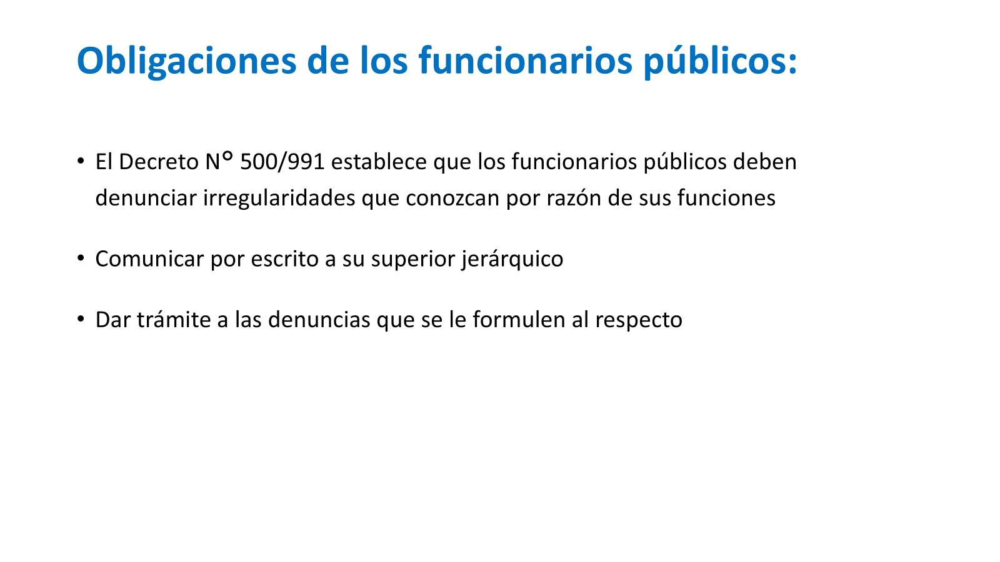 Obligaciones de los funcionarios públicos:
• El Decreto N° 500/991 establece que los funcionarios públicos deben
denunciar irregularidades que conozcan por razón de sus funciones
• Comunicar por escrito a su superior jerárquico
• Dar trámite a las denuncias que se le formulen al respecto